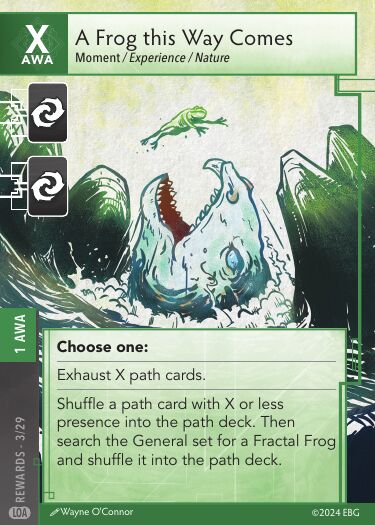 X
AWA
A Frog this Way Comes
Moment / Experience / Nature
1 AWA
Choose one:
Exhaust X path cards.
Shuffle a path card with X or less
presence into the path deck. Then
search the General set for a Fractal Frog
and shuffle it into the path deck.
LOA REWARDS - 3/29
Wayne O'Connor
©2024 EBG